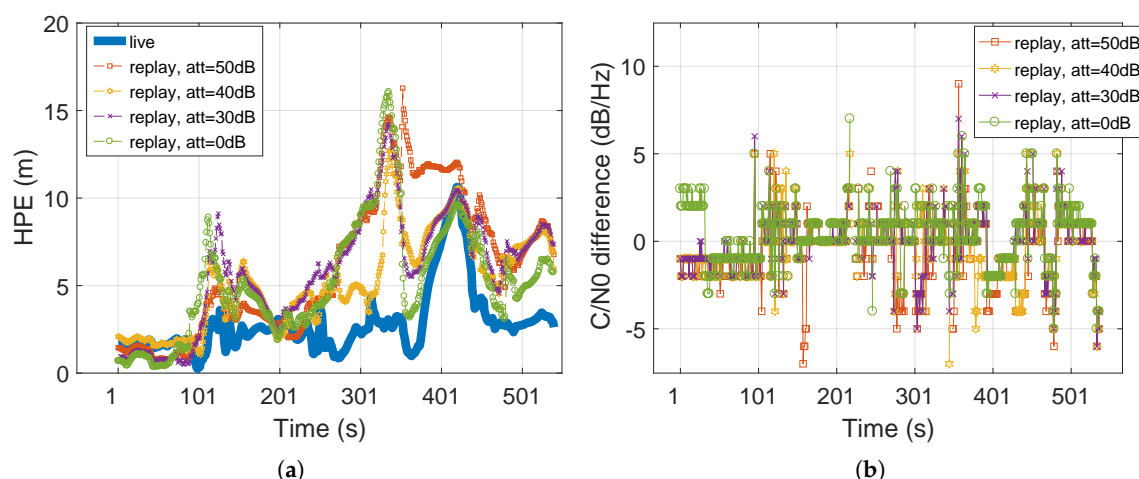 20
15
10
5
0
HPE (m)
live
replay, att=50dB
replay, att=40dB
replay, att=30dB
replay, att=0dB
1 101 201 301 401 501
Time (s)
(a)
10
5
0
-5
C/N0 difference (dB/Hz)
replay, att=50dB
replay, att=40dB
replay, att=30dB
replay, att=0dB
1 101 201 301 401 501
Time (s)
(b)